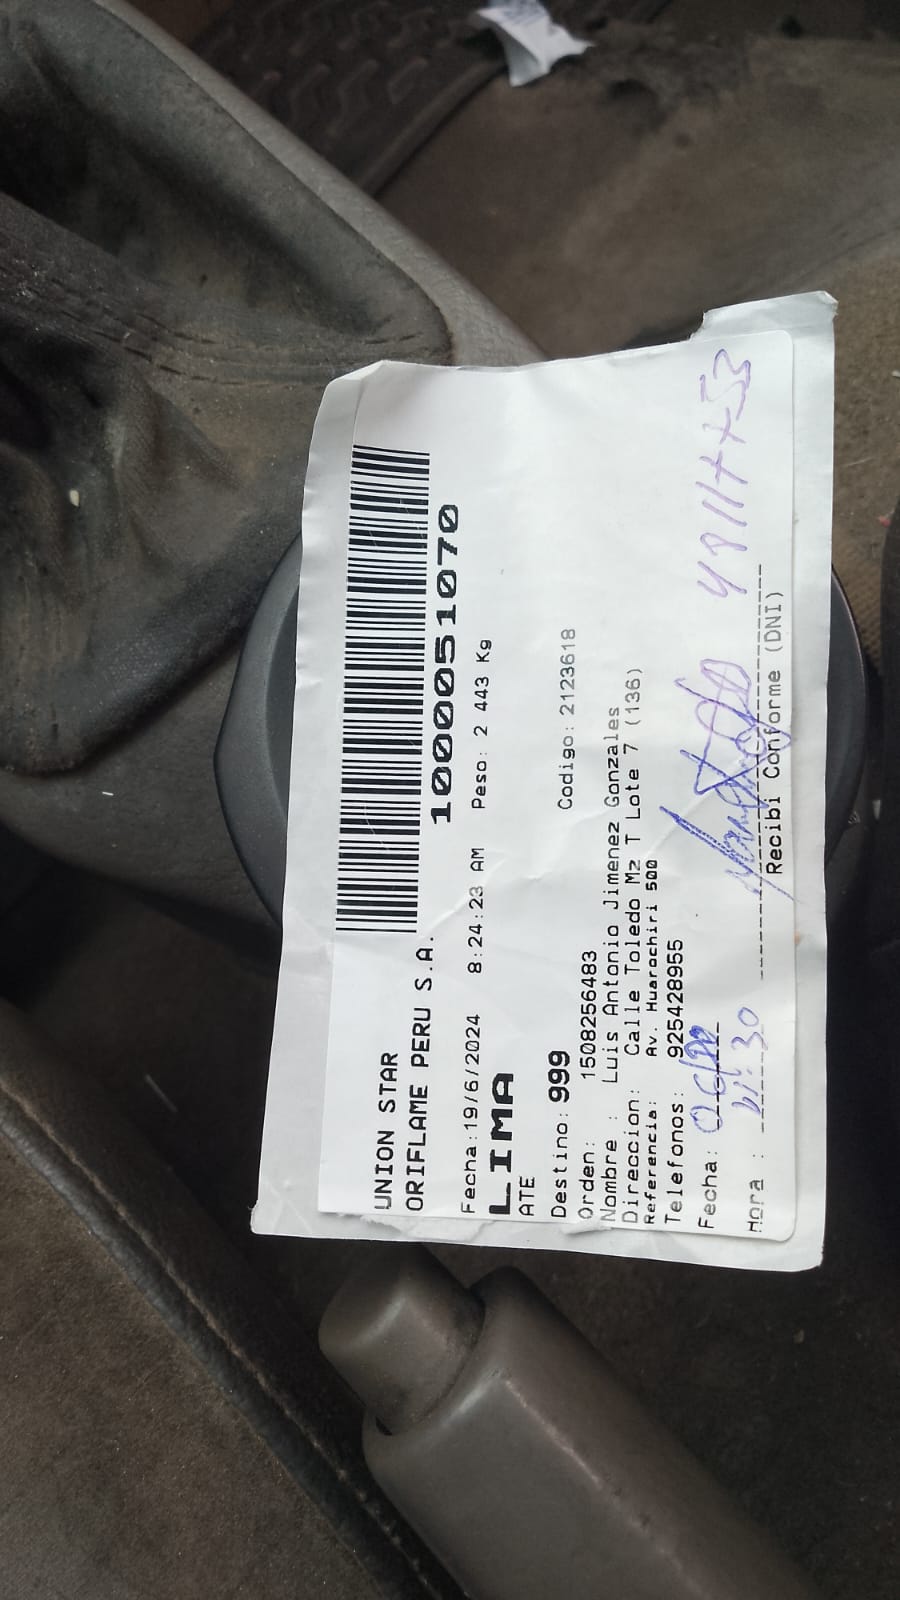 UNION STAR
ORIFLAME PERU S.A.
1000051070
Fecha:19/6/2024 8:24:23 AM Peso: 2 443 Kg
LIMA
ATE
Destino: 999
Codigo: 2123618
Orden: 1508256483
Nombre : Luis Antonio Jimenez Gonzales
Direccion: Calle Toledo Mz T Lote 7 (136)
Referencia: Av. Huarochiri 500
Telefonos: 925428955
Fecha:
Hora :
Recibi Conforme (DNI)